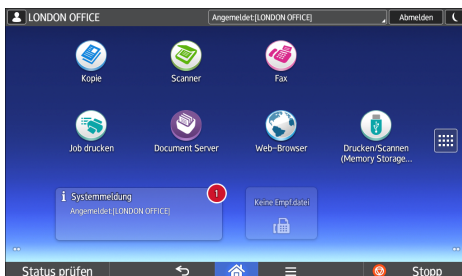 LONDON OFFICE
Angemeldet:[LONDON OFFICE]
Abmelden
Kopie
Scanner
Fax
Job drucken
Document Server
Web-Browser
Drucken/Scannen
(Memory Storage...
Systemmeldung
1
Angemeldet:[LONDON OFFICE]
Keine Empf.datei
Status prüfen
Stopp